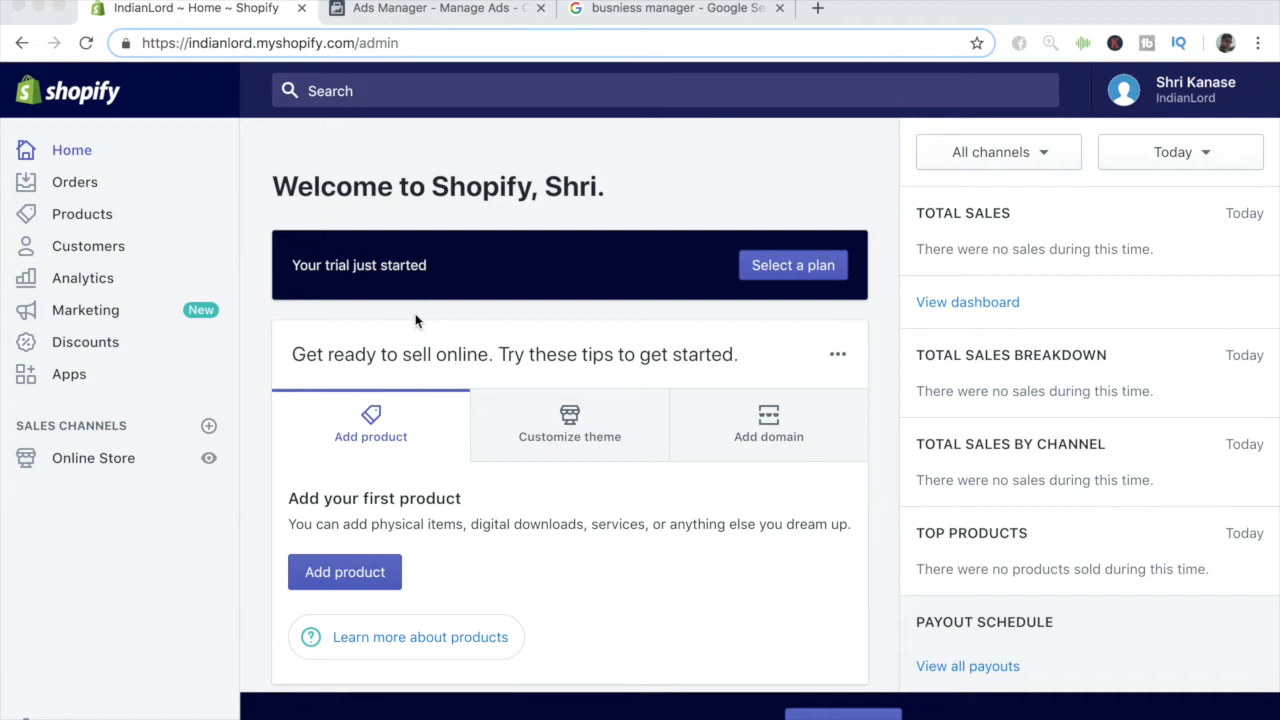 IndianLord ~ Home ~ Shopify
Ads Manager - Manage Ads -
busniess manager - Google Se
https://indianlord.myshopify.com/admin
shopify
Search
Shri Kanase
IndianLord
Home
Orders
Products
Customers
Analytics
Marketing New
Discounts
Apps
SALES CHANNELS
Online Store
Welcome to Shopify, Shri.
Your trial just started
Select a plan
Get ready to sell online. Try these tips to get started.
Add product
Customize theme
Add domain
Add your first product
You can add physical items, digital downloads, services, or anything else you dream up.
Add product
Learn more about products
All channels
Today
TOTAL SALES Today
There were no sales during this time.
View dashboard
TOTAL SALES BREAKDOWN Today
There were no sales during this time.
TOTAL SALES BY CHANNEL Today
There were no sales during this time.
TOP PRODUCTS Today
There were no products sold during this time.
PAYOUT SCHEDULE
View all payouts